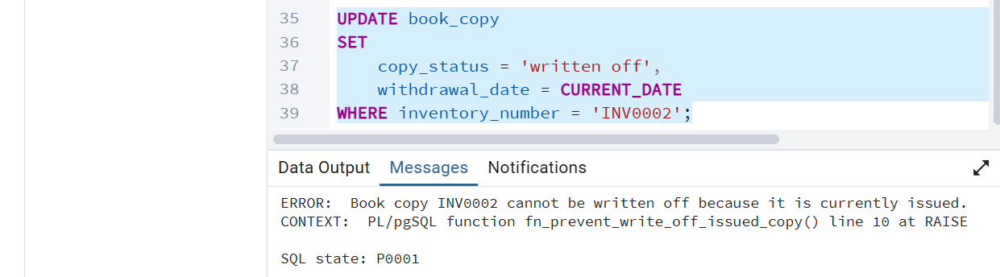 35 UPDATE book_copy
36 SET
37 copy_status = 'written off',
38 withdrawal_date = CURRENT_DATE
39 WHERE inventory_number = 'INV0002';
Data Output Messages Notifications
ERROR:  Book copy INV0002 cannot be written off because it is currently issued.
CONTEXT:  PL/pgSQL function fn_prevent_write_off_issued_copy() line 10 at RAISE
SQL state: P0001